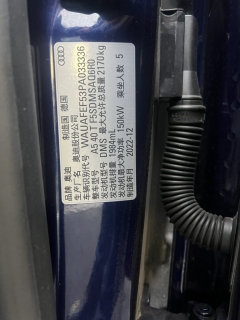 制造国 德国
生产厂名 奥迪股份公司
品牌 奥迪
车辆识别代号 WAUAFEF53PA033336
整车型号 A5 40 T F5SDMSAQ6R0
发动机型号 DMS 最大允许总质量 2170kg
发动机排量 1984mL 乘坐人数 5
发动机最大净功率 150kW
制造年月 2022-12